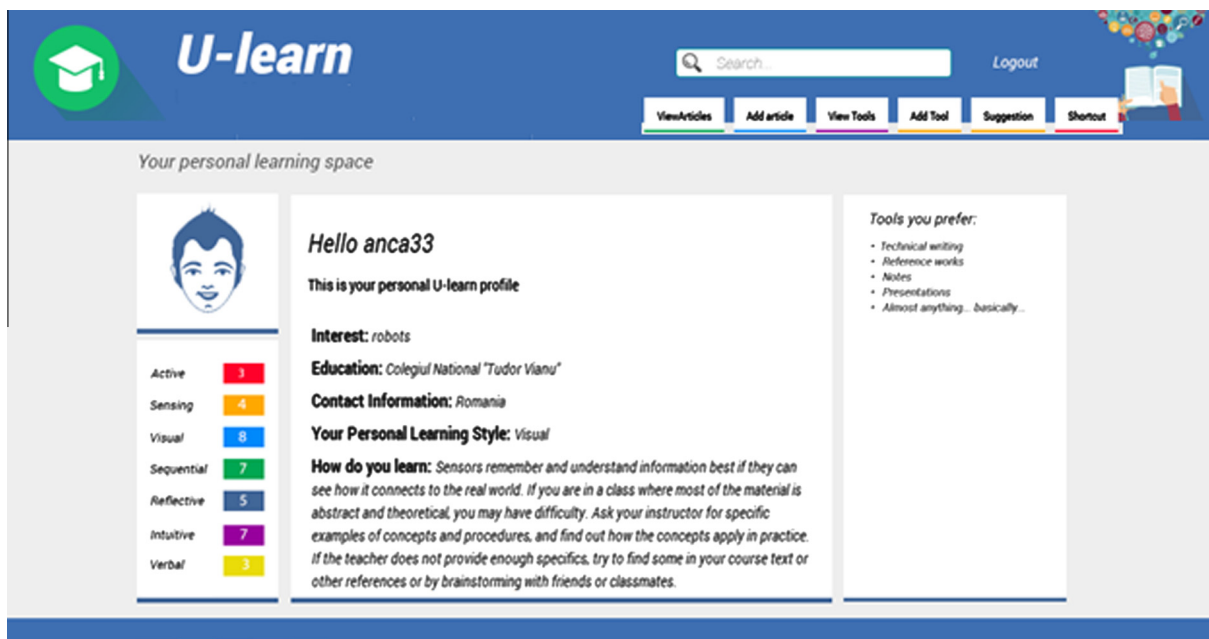 U-learn
Search...
Logout
ViewArticles
Add article
View Tools
Add Tool
Suggestion
Shortcut
Your personal learning space
Active 3
Sensing 4
Visual 8
Sequential 7
Reflective 5
Intuitive 7
Verbal 3
Hello anca33
This is your personal U-learn profile
Interest: robots
Education: Colegiul National "Tudor Vianu"
Contact Information: Romania
Your Personal Learning Style: Visual
How do you learn: Sensors remember and understand information best if they can
see how it connects to the real world. If you are in a class where most of the material is
abstract and theoretical, you may have difficulty. Ask your instructor for specific
examples of concepts and procedures, and find out how the concepts apply in practice.
If the teacher does not provide enough specifics, try to find some in your course text or
other references or by brainstorming with friends or classmates.
Tools you prefer:
• Technical writing
• Reference works
• Notes
• Presentations
• Almost anything... basically...